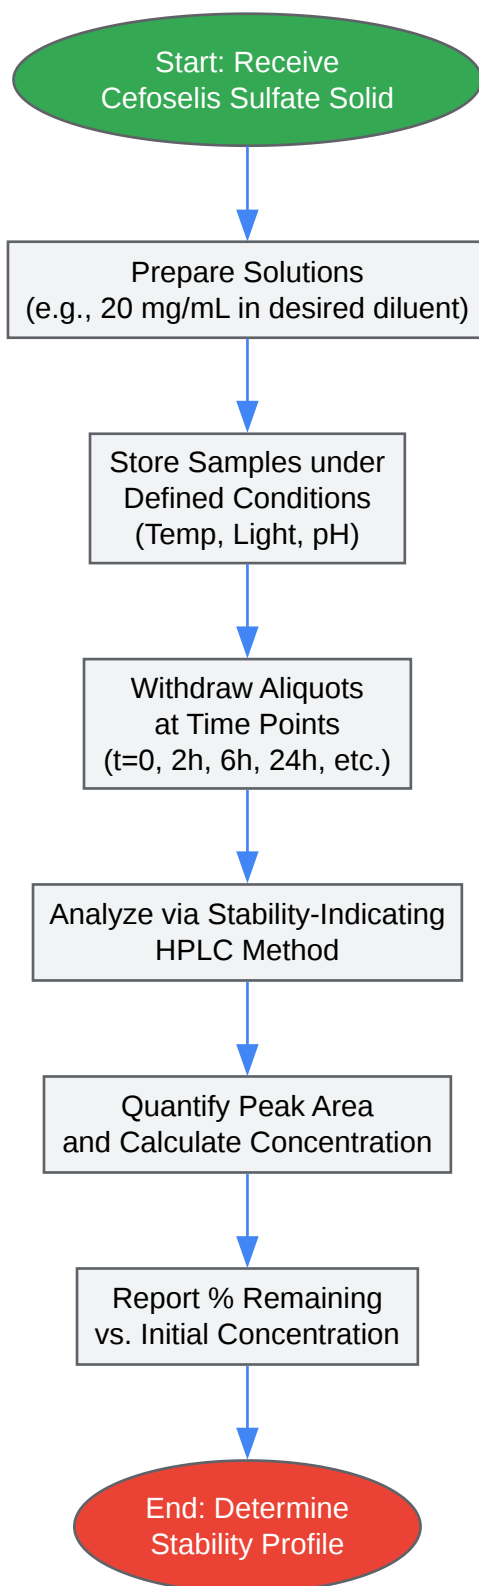 Start: Receive
Cefoselis Sulfate Solid
Prepare Solutions
(e.g., 20 mg/mL in desired diluent)
Store Samples under
Defined Conditions
(Temp, Light, pH)
Withdraw Aliquots
at Time Points
(t=0, 2h, 6h, 24h, etc.)
Analyze via Stability-Indicating
HPLC Method
Quantify Peak Area
and Calculate Concentration
Report % Remaining
vs. Initial Concentration
End: Determine
Stability Profile